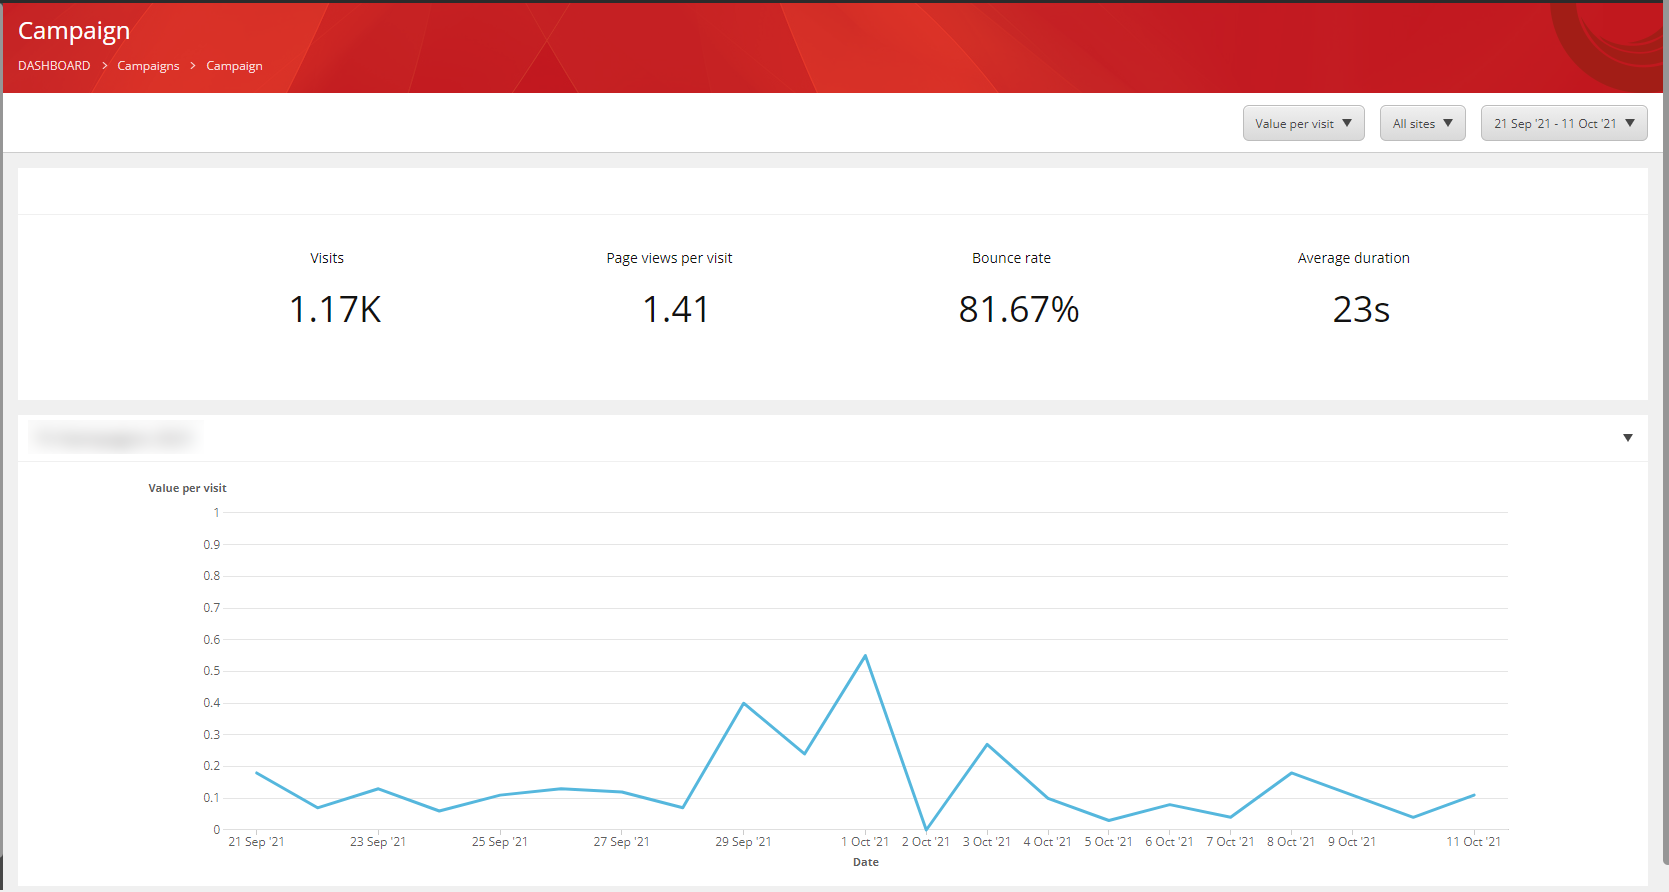 Campaign
DASHBOARD > Campaigns > Campaign
Value per visit ▼ All sites ▼ 21 Sep '21 - 11 Oct '21 ▼
Visits Page views per visit Bounce rate Average duration
1.17K 1.41 81.67% 23s
Value per visit
1
0.9
0.8
0.7
0.6
0.5
0.4
0.3
0.2
0.1
0
21 Sep '21 23 Sep '21 25 Sep '21 27 Sep '21 29 Sep '21 1 Oct '21 2 Oct '21 3 Oct '21 4 Oct '21 5 Oct '21 6 Oct '21 7 Oct '21 8 Oct '21 9 Oct '21 11 Oct '21
Date